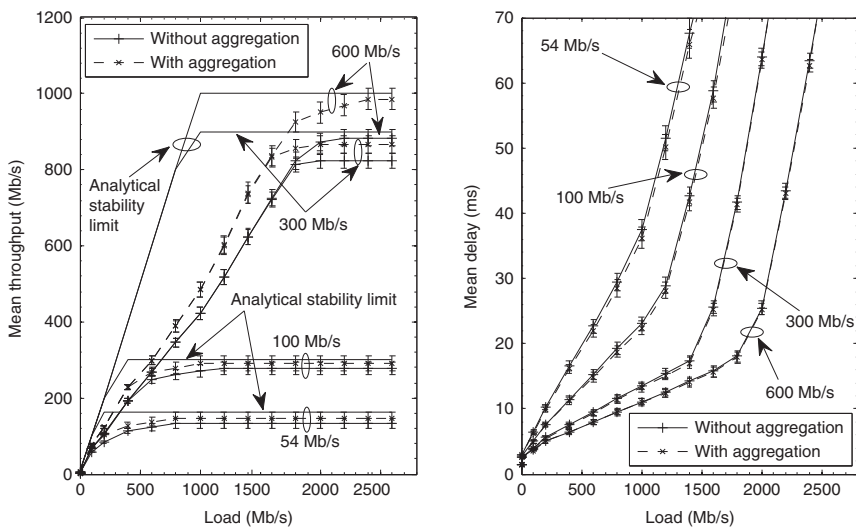 1200
1000
800
600
400
200
0
Mean throughput (Mb/s)
Without aggregation
With aggregation
600 Mb/s
Analytical
stability
limit
300 Mb/s
Analytical stability limit
100 Mb/s
54 Mb/s
0 500 1000 1500 2000 2500
Load (Mb/s)
70
60
50
40
30
20
10
0
Mean delay (ms)
54 Mb/s
100 Mb/s
300 Mb/s
600 Mb/s
Without aggregation
With aggregation
0 500 1000 1500 2000 2500
Load (Mb/s)